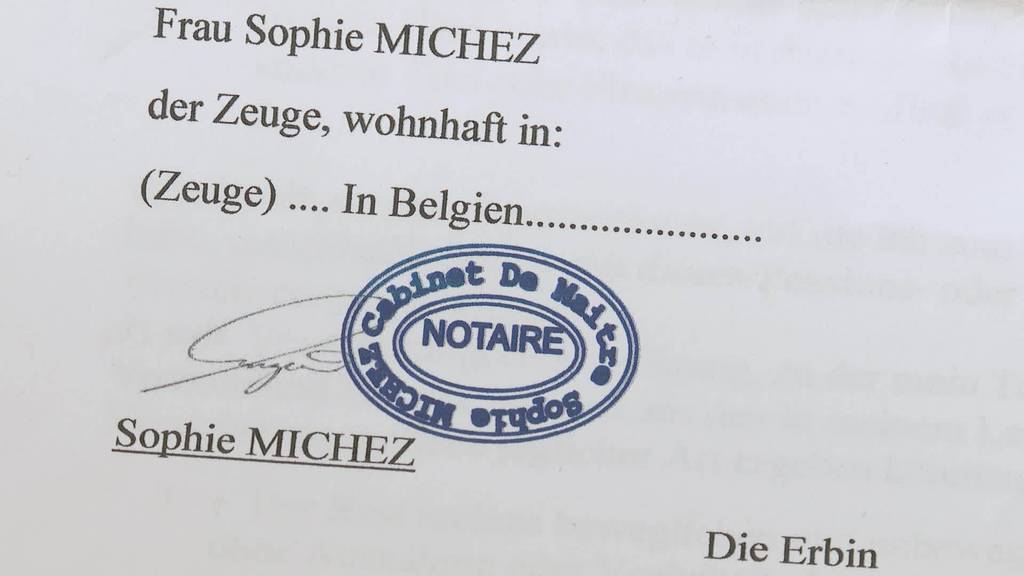 Frau Sophie MICHEZ
der Zeuge, wohnhaft in:
(Zeuge) .... In Belgien......................
Cabinet De Maitre Sophie MICHEZ
NOTAIRE
Sophie MICHEZ
Die Erbin